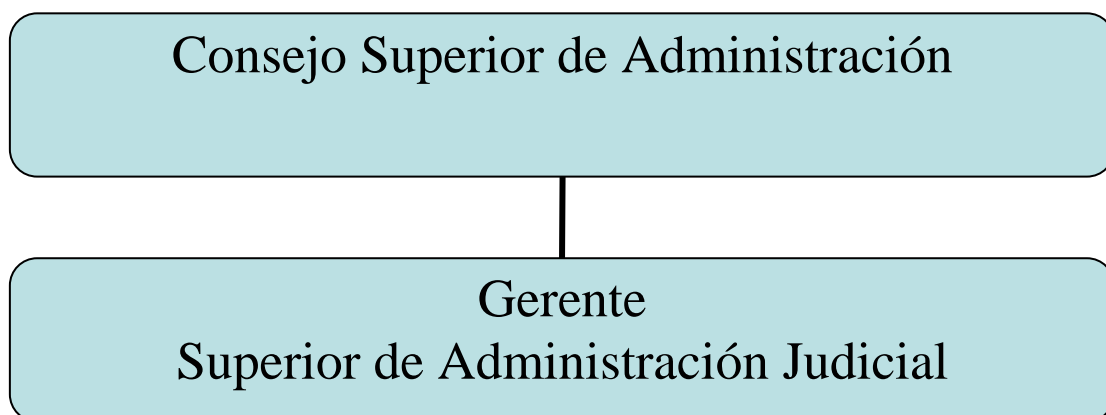 Consejo Superior de Administración
Gerente
Superior de Administración Judicial